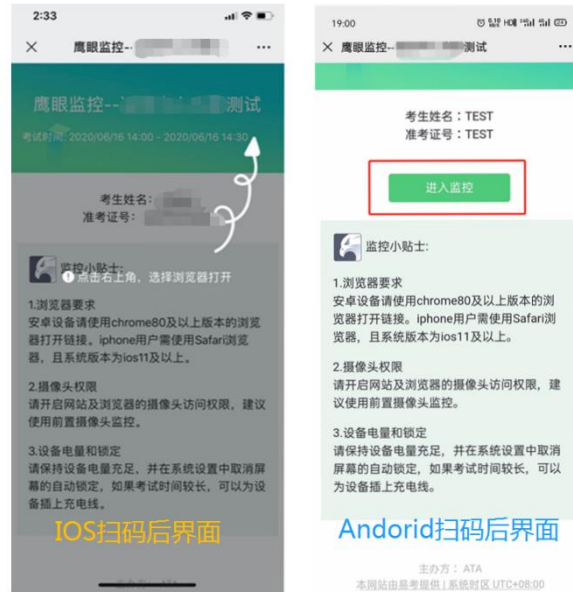 2:33
鹰眼监控--
鹰眼监控-- 测试
考试时间: 2020/06/16 14:00 - 2020/06/16 14:30
考生姓名:
准考证号:
监控小贴士:
点击右上角，选择浏览器打开
1.浏览器要求
安卓设备请使用chrome80及以上版本的浏览
器打开链接。iphone用户需使用Safari浏览
器，且系统版本为ios11及以上。
2.摄像头权限
请开启网站及浏览器的摄像头访问权限，建议
使用前置摄像头监控。
3.设备电量和锁定
请保持设备电量充足，并在系统设置中取消屏
幕的自动锁定，如果考试时间较长，可以为设
备插上充电线。
IOS扫码后界面
19:00
鹰眼监控-- 测试
考生姓名：TEST
准考证号：TEST
进入监控
监控小贴士:
1.浏览器要求
安卓设备请使用chrome80及以上版本的浏
览器打开链接。iphone用户需使用Safari浏
览器，且系统版本为ios11及以上。
2.摄像头权限
请开启网站及浏览器的摄像头访问权限，建
议使用前置摄像头监控。
3.设备电量和锁定
请保持设备电量充足，并在系统设置中取消
屏幕的自动锁定，如果考试时间较长，可以
为设备插上充电线。
Andorid扫码后界面
主办方： ATA
本网站由易考提供 | 系统时区 UTC+08:00